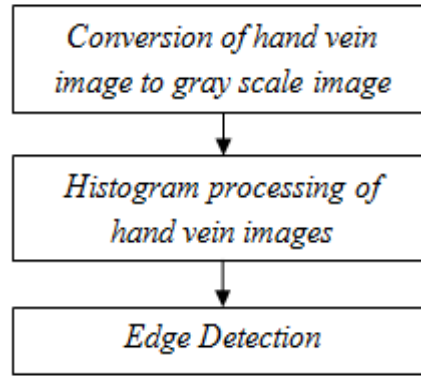 Conversion of hand vein
image to gray scale image
Histogram processing of
hand vein images
Edge Detection